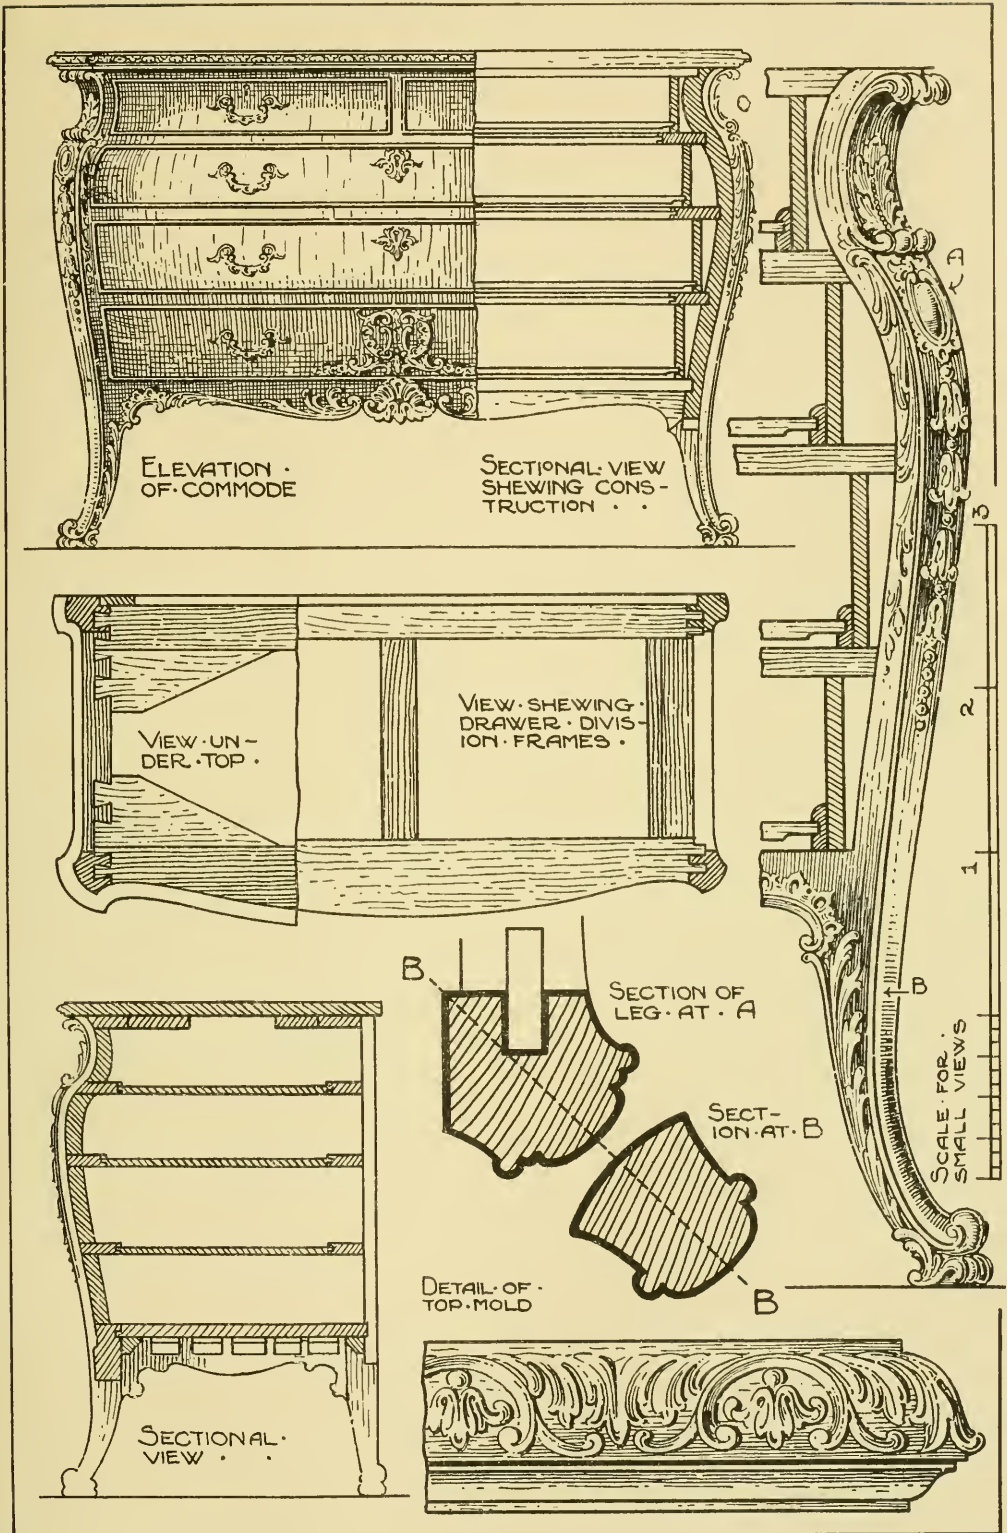 ELEVATION ·
OF · COMMODE
SECTIONAL · VIEW
SHEWING CONS-
TRUCTION · ·
A
3
2
1
VIEW · UN-
DER · TOP ·
VIEW · SHEWING ·
DRAWER · DIVIS-
ION · FRAMES ·
B
SECTION OF
LEG · AT · A
B
SECT-
ION · AT · B
SCALE · FOR ·
SMALL VIEWS
DETAIL · OF ·
TOP · MOLD
B
SECTIONAL ·
VIEW · ·